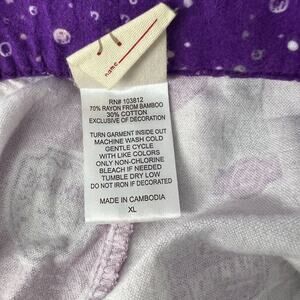 name
RN# 103812
70% RAYON FROM BAMBOO
30% COTTON
EXCLUSIVE OF DECORATION
TURN GARMENT INSIDE OUT
MACHINE WASH COLD
GENTLE CYCLE
WITH LIKE COLORS
ONLY NON-CHLORINE
BLEACH IF NEEDED
TUMBLE DRY LOW
DO NOT IRON IF DECORATED
MADE IN CAMBODIA
XL